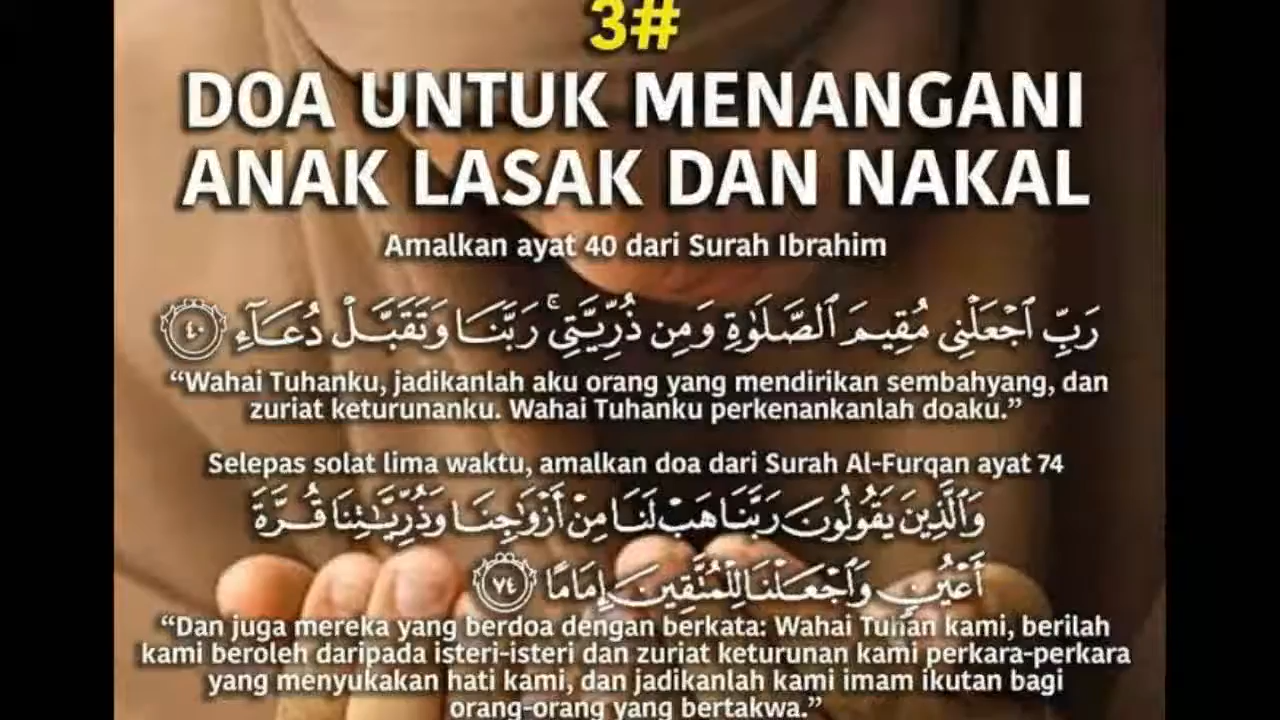 3#
DOA UNTUK MENANGANI
ANAK LASAK DAN NAKAL
Amalkan ayat 40 dari Surah Ibrahim
رَبِّ ٱجۡعَلۡنِي مُقِيمَ ٱلصَّلَوٰةِ وَمِن ذُرِّيَّتِيۚ رَبَّنَا وَتَقَبَّلۡ دُعَآءِ ٤٠
“Wahai Tuhanku, jadikanlah aku orang yang mendirikan sembahyang, dan
zuriat keturunanku. Wahai Tuhanku perkenankanlah doaku.”
Selepas solat lima waktu, amalkan doa dari Surah Al-Furqan ayat 74
وَٱلَّذِينَ يَقُولُونَ رَبَّنَا هَبۡ لَنَا مِنۡ أَزۡوَٰجِنَا وَذُرِّيَّٰتِنَا قُرَّةَ
أَعۡيُنٖ وَٱجۡعَلۡنَا لِلۡمُتَّقِينَ إِمَامًا ٧٤
“Dan juga mereka yang berdoa dengan berkata: Wahai Tuhan kami, berilah
kami beroleh daripada isteri-isteri dan zuriat keturunan kami perkara-perkara
yang menyukakan hati kami, dan jadikanlah kami imam ikutan bagi
orang-orang yang bertakwa.”